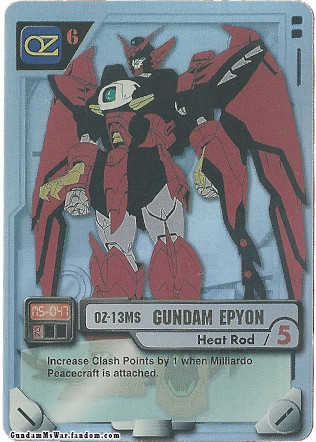 OZ 6
MS-047
OZ-13MS GUNDAM EPYON
Heat Rod / 5
Increase Clash Points by 1 when Milliardo
Peacecraft is attached.
GundamMsWar.fandom.com